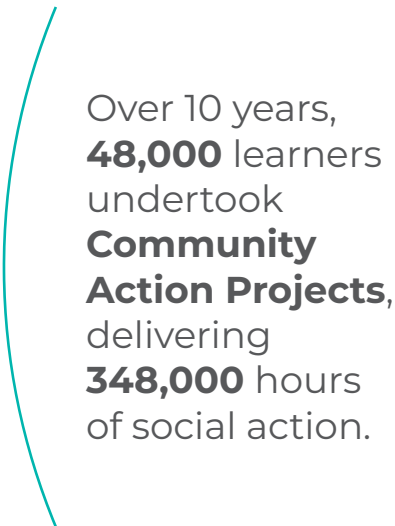 Over 10 years,
48,000 learners
undertook
Community
Action Projects,
delivering
348,000 hours
of social action.